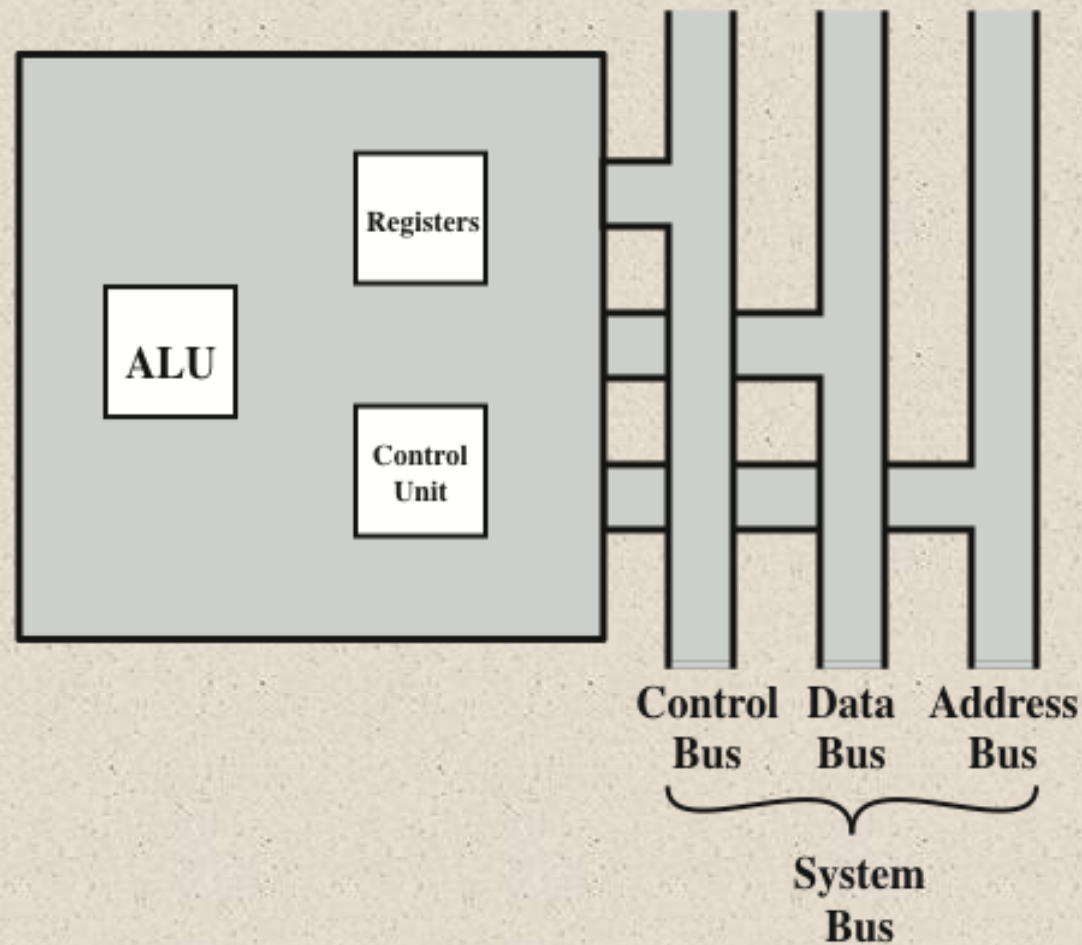 Registers
ALU
Control
Unit
Control Data Address
Bus Bus Bus
System
Bus